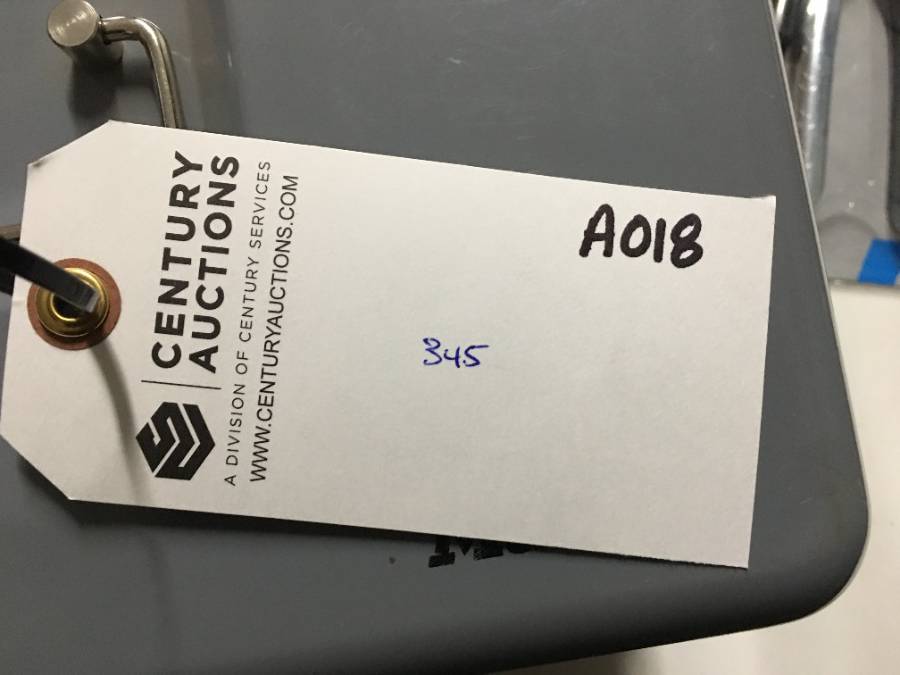 CENTURY
AUCTIONS
A DIVISION OF CENTURY SERVICES
WWW.CENTURYAUCTIONS.COM
A018
345